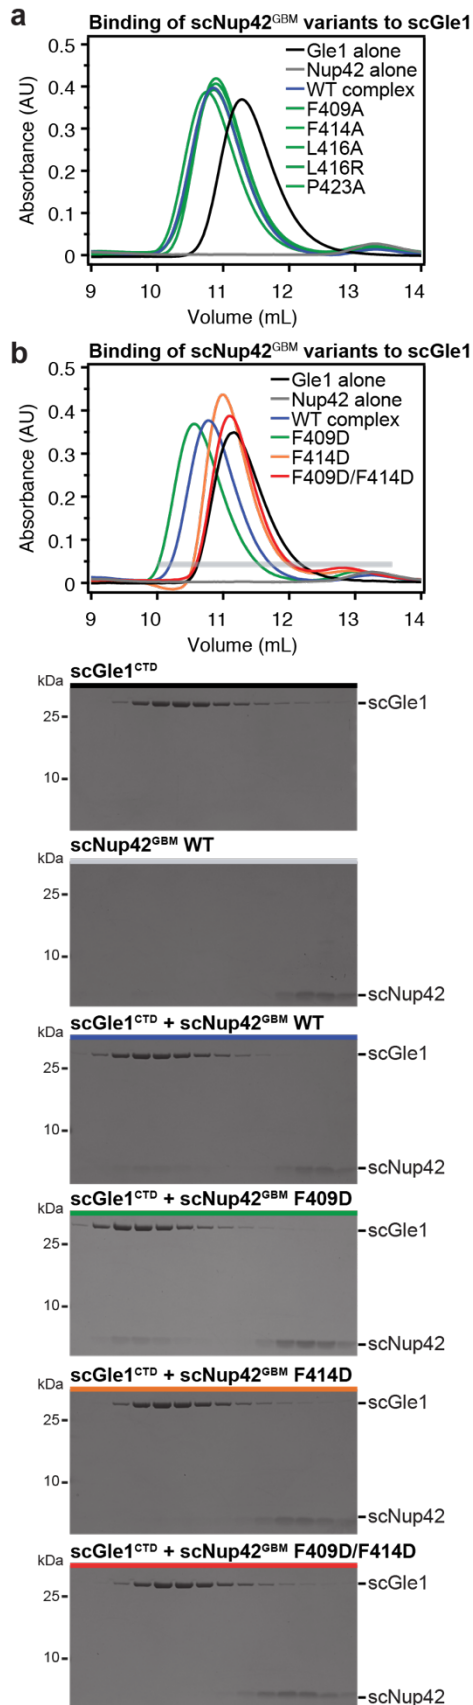 a
Binding of scNup42GBM variants to scGle1
Absorbance (AU)
0.5
0.4
0.3
0.2
0.1
0
Gle1 alone
Nup42 alone
WT complex
F409A
F414A
L416A
L416R
P423A
9 10 11 12 13 14
Volume (mL)
b
Binding of scNup42GBM variants to scGle1
Absorbance (AU)
0.5
0.4
0.3
0.2
0.1
0
Gle1 alone
Nup42 alone
WT complex
F409D
F414D
F409D/F414D
9 10 11 12 13 14
Volume (mL)
scGle1CTD
kDa
scGle1
25
10
scNup42GBM WT
kDa
25
10
scNup42
scGle1CTD + scNup42GBM WT
kDa
scGle1
25
10
scNup42
scGle1CTD + scNup42GBM F409D
kDa
scGle1
25
10
scNup42
scGle1CTD + scNup42GBM F414D
kDa
scGle1
25
10
scNup42
scGle1CTD + scNup42GBM F409D/F414D
kDa
scGle1
25
10
scNup42